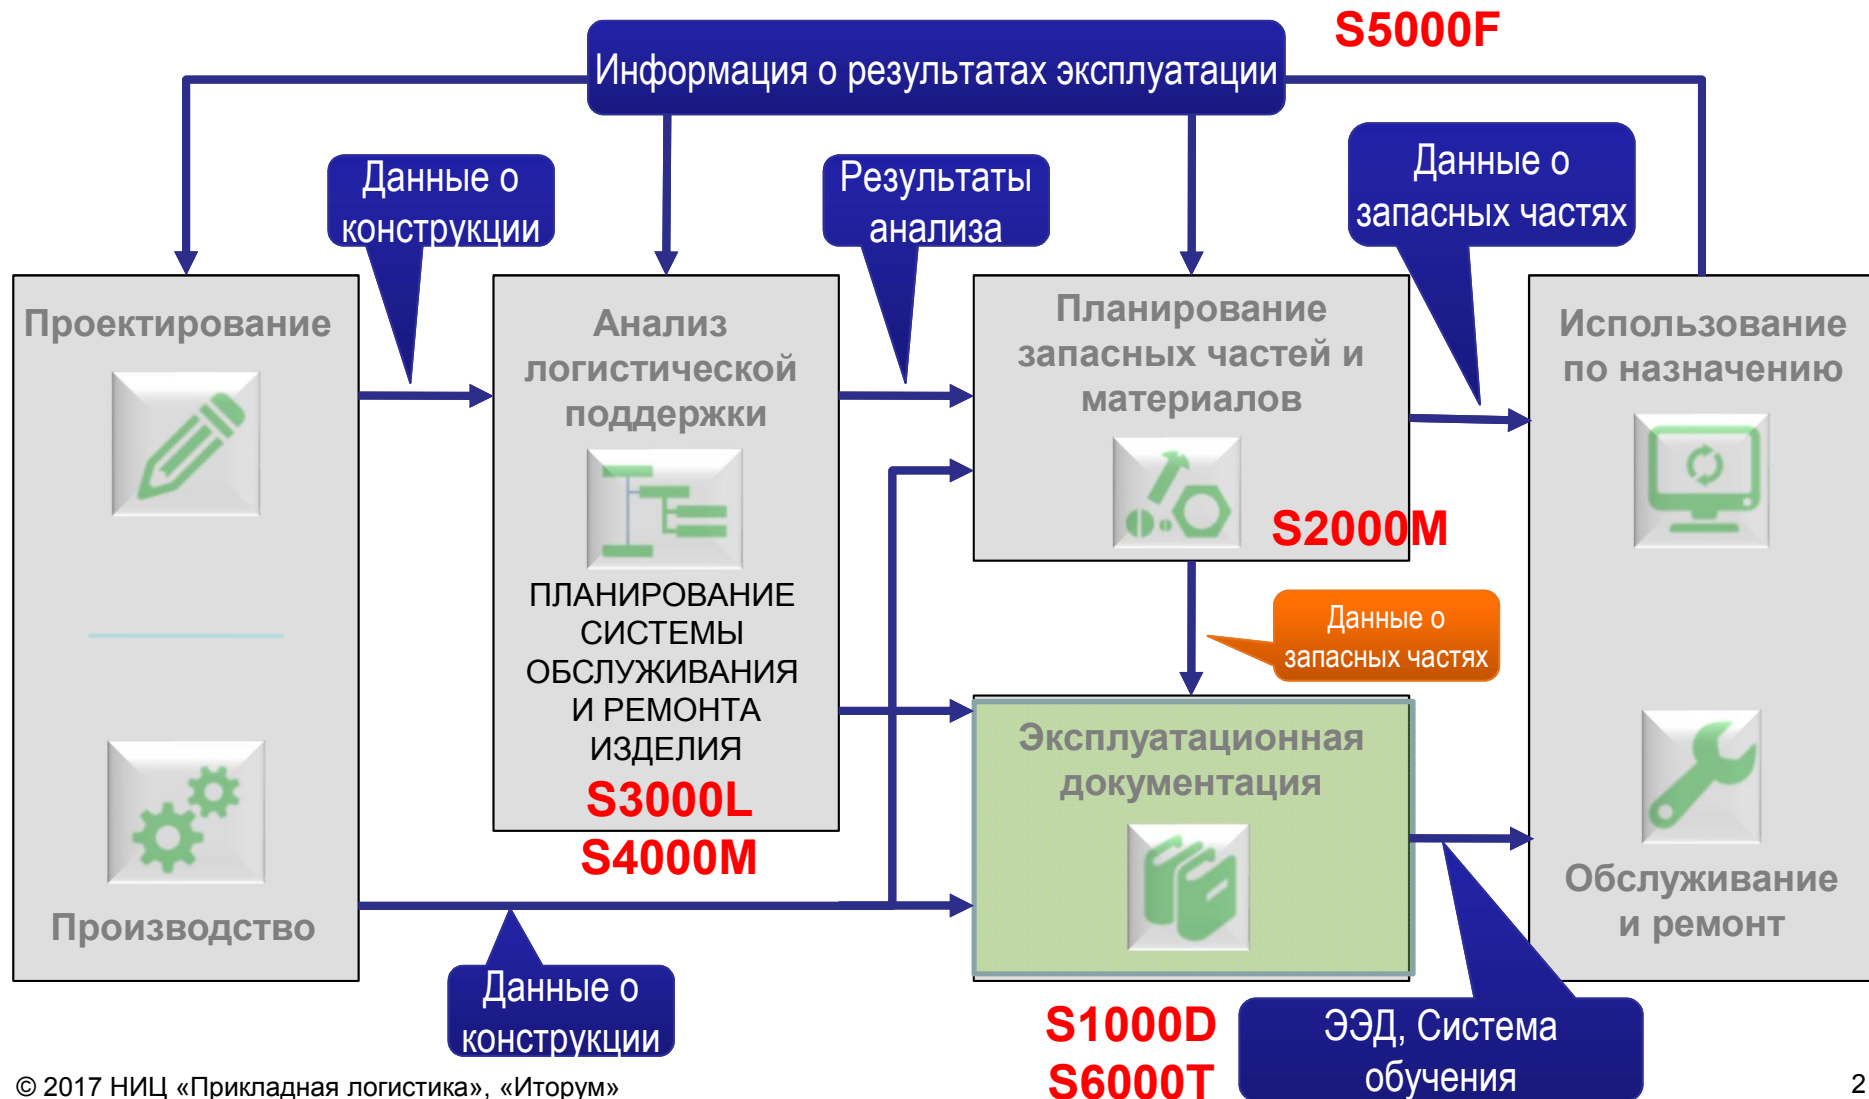 S5000F
Информация о результатах эксплуатации
Данные о
конструкции
Результаты
анализа
Данные о
запасных частях
Проектирование
Производство
Анализ
логистической
поддержки
ПЛАНИРОВАНИЕ
СИСТЕМЫ
ОБСЛУЖИВАНИЯ
И РЕМОНТА
ИЗДЕЛИЯ
S3000L
S4000M
Планирование
запасных частей и
материалов
S2000M
Данные о
запасных частях
Эксплуатационная
документация
Использование
по назначению
Обслуживание
и ремонт
Данные о
конструкции
S1000D
S6000T
ЭЭД, Система
обучения
© 2017 НИЦ «Прикладная логистика», «Иторум»
2